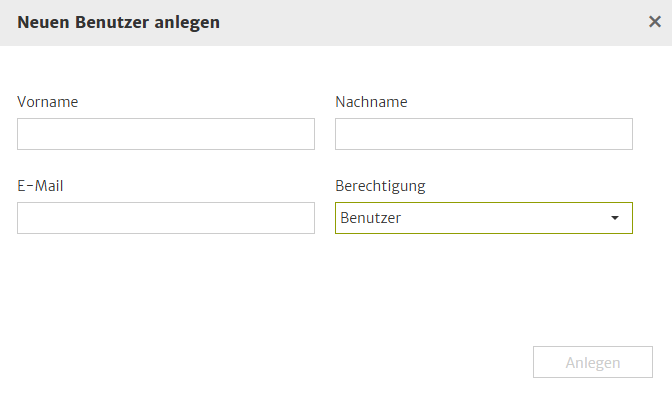 Neuen Benutzer anlegen
Vorname
Nachname
E-Mail
Berechtigung
Benutzer
Anlegen